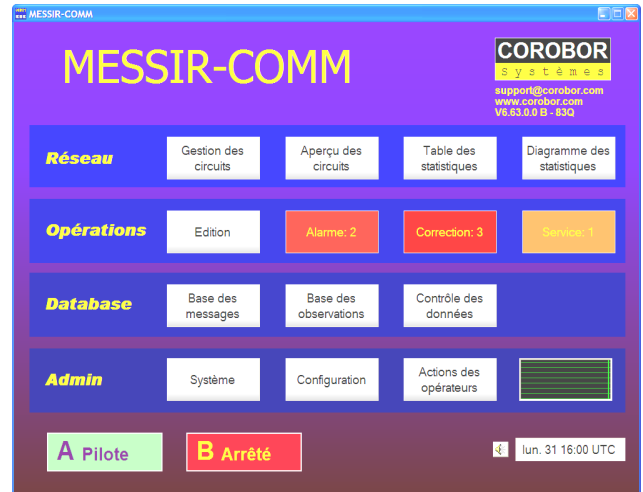 MESSIR-COMM
MESSIR-COMM
COROBOR
Systèmes
support@corobor.com
www.corobor.com
V6.63.0.0 B - 83Q
Réseau
Gestion des
circuits
Aperçu des
circuits
Table des
statistiques
Diagramme des
statistiques
Opérations
Edition
Alarme: 2
Correction: 3
Service: 1
Database
Base des
messages
Base des
observations
Contrôle des
données
Admin
Système
Configuration
Actions des
opérateurs
A Pilote
B Arrêté
lun. 31 16:00 UTC